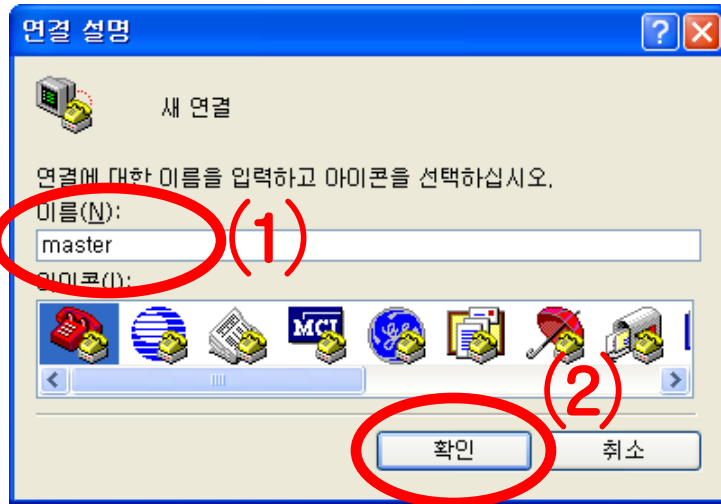 연결 설명
새 연결
연결에 대한 이름을 입력하고 아이콘을 선택하십시오.
이름(N):
master
(1)
아이콘(I):
MCI
(2)
확인
취소